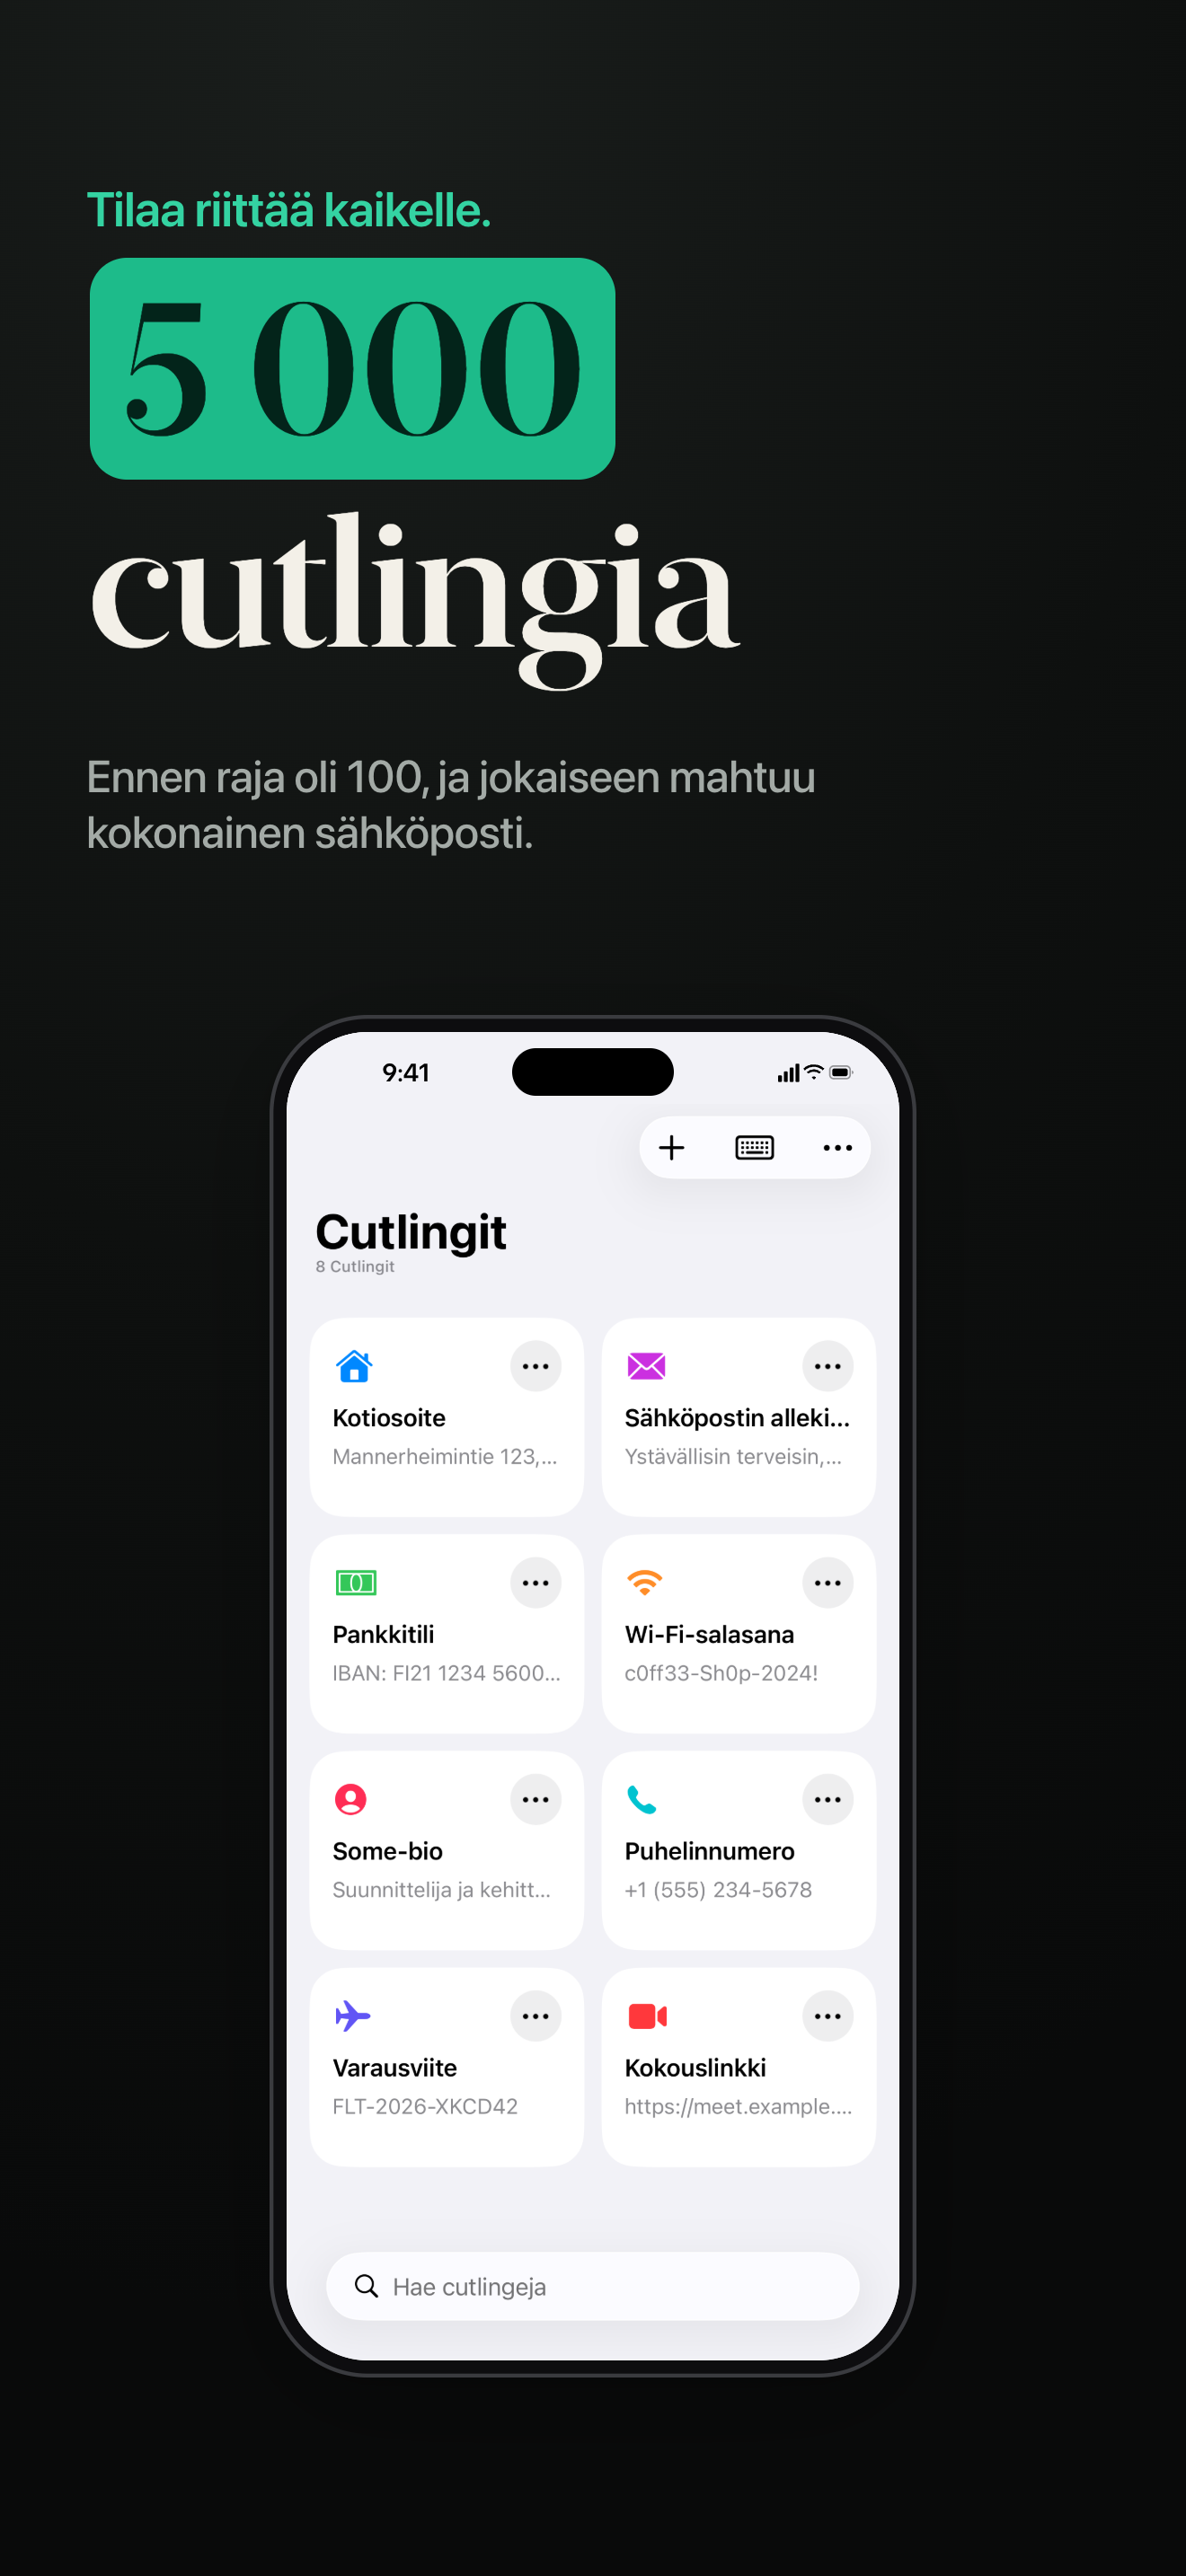 Tilaa riittää kaikelle.
5 000
cutlingia
Ennen raja oli 100, ja jokaiseen mahtuu
kokonainen sähköposti.
9:41
Cutlingit
8 Cutlingit
Kotiosoite
Mannerheimintie 123,...
Sähköpostin alleki...
Ystävällisin terveisin,...
Pankkitili
IBAN: FI21 1234 5600...
Wi-Fi-salasana
c0ff33-Sh0p-2024!
Some-bio
Suunnittelija ja kehitt...
Puhelinnumero
+1 (555) 234-5678
Varausviite
FLT-2026-XKCD42
Kokouslinkki
https://meet.example....
Hae cutlingeja